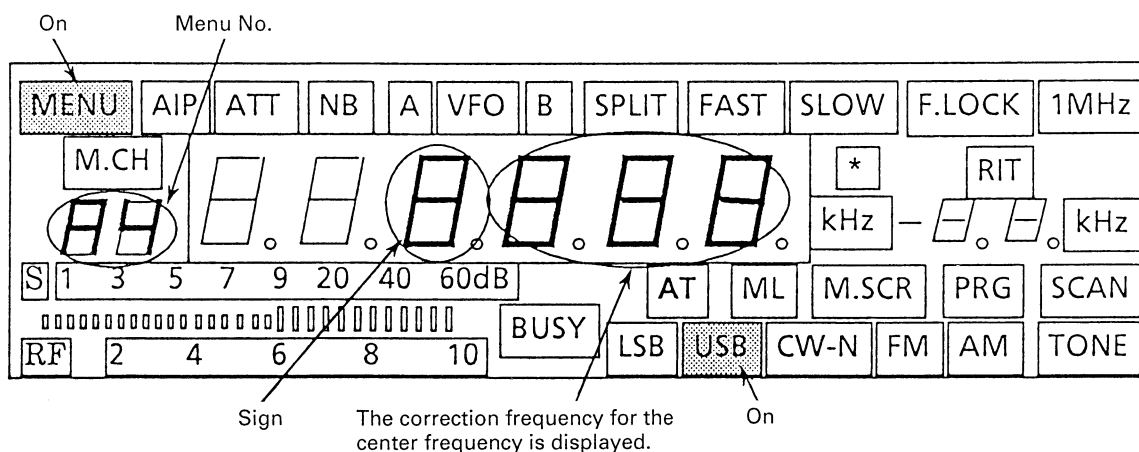 On Menu No.
MENU AIP ATT NB A VFO B SPLIT FAST SLOW F.LOCK 1MHz
M.CH * RIT
A4 kHz – kHz
S 1 3 5 7 9 20 40 60dB AT ML M.SCR PRG SCAN
BUSY
RF 2 4 6 8 10 LSB USB CW-N FM AM TONE
Sign The correction frequency for the On
center frequency is displayed.